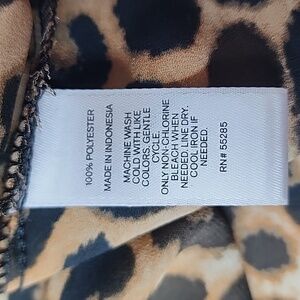 100% POLYESTER
MADE IN INDONESIA
MACHINE WASH
COLD WITH LIKE
COLORS. GENTLE
CYCLE.
ONLY NON-CHLORINE
BLEACH WHEN
NEEDED. LINE DRY.
COOL IRON IF
NEEDED.
RN# 55285